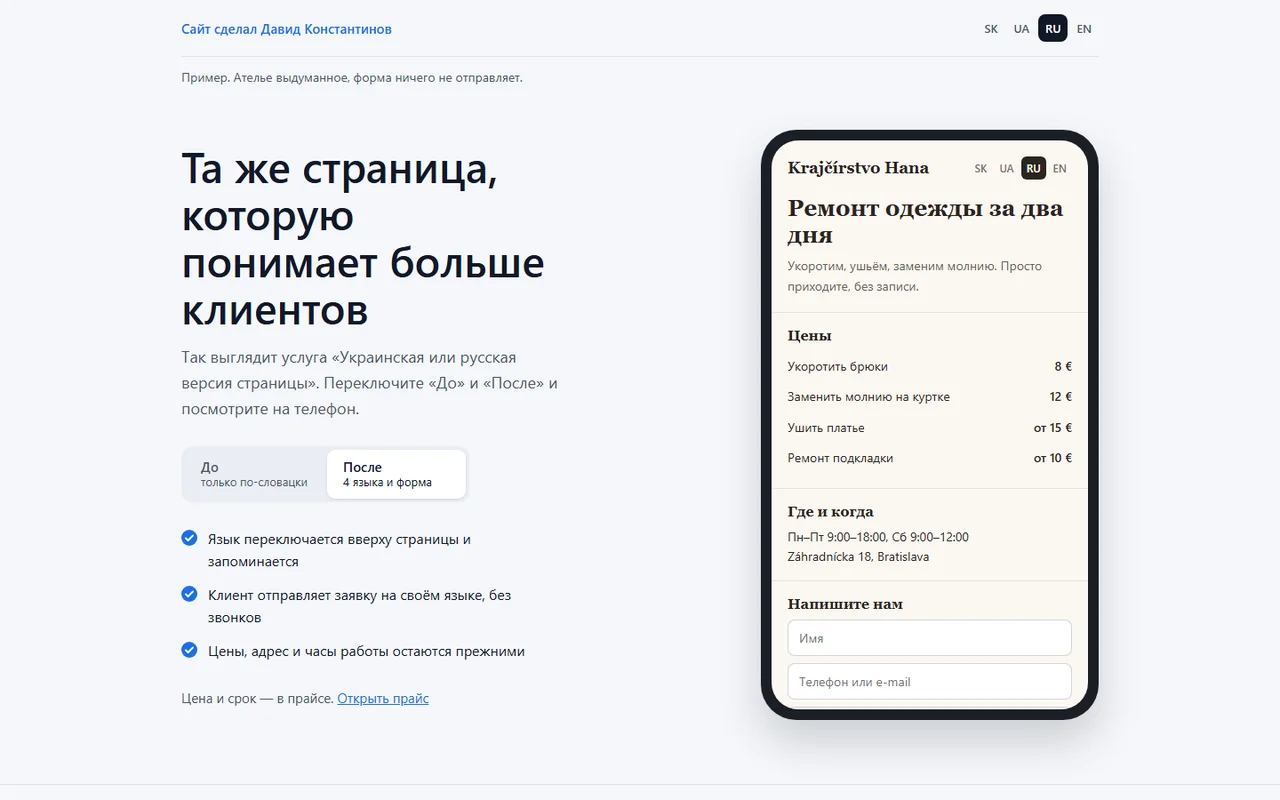 Сайт сделал Давид Константинов
SK UA RU EN
Пример. Ателье выдуманное, форма ничего не отправляет.
Та же страница,
которую
понимает больше
клиентов
Так выглядит услуга «Украинская или русская
версия страницы». Переключите «До» и «После» и
посмотрите на телефон.
До
только по-словацки
После
4 языка и форма
Язык переключается вверху страницы и
запоминается
Клиент отправляет заявку на своём языке, без
звонков
Цены, адрес и часы работы остаются прежними
Цена и срок — в прайсе. Открыть прайс
Krajčírstvo Hana
SK UA RU EN
Ремонт одежды за два
дня
Укоротим, ушьём, заменим молнию. Просто
приходите, без записи.
Цены
Укоротить брюки 8 €
Заменить молнию на куртке 12 €
Ушить платье от 15 €
Ремонт подкладки от 10 €
Где и когда
Пн–Пт 9:00–18:00, Сб 9:00–12:00
Záhradnícka 18, Bratislava
Напишите нам
Имя
Телефон или e-mail